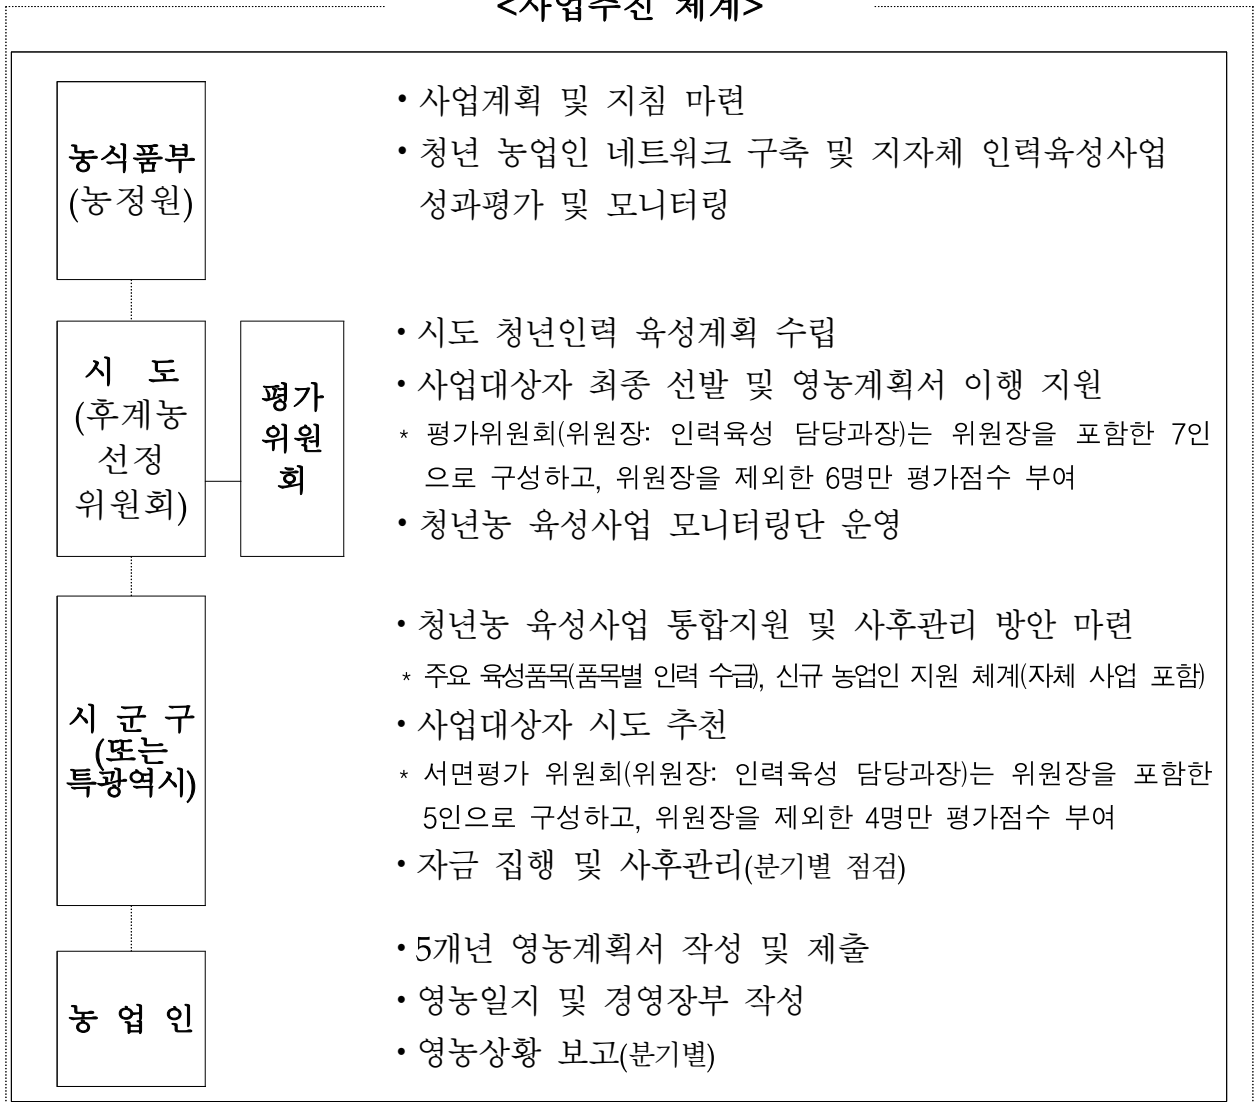 <사업추진 체계>
농식품부
(농정원)
• 사업계획 및 지침 마련
• 청년 농업인 네트워크 구축 및 지자체 인력육성사업
성과평가 및 모니터링
시 도
(후계농
선정
위원회)
평가
위원
회
• 시도 청년인력 육성계획 수립
• 사업대상자 최종 선발 및 영농계획서 이행 지원
* 평가위원회(위원장: 인력육성 담당과장)는 위원장을 포함한 7인
으로 구성하고, 위원장을 제외한 6명만 평가점수 부여
• 청년농 육성사업 모니터링단 운영
시 군 구
(또는
특광역시)
• 청년농 육성사업 통합지원 및 사후관리 방안 마련
* 주요 육성품목(품목별 인력 수급), 신규 농업인 지원 체계(자체 사업 포함)
• 사업대상자 시도 추천
* 서면평가 위원회(위원장: 인력육성 담당과장)는 위원장을 포함한
5인으로 구성하고, 위원장을 제외한 4명만 평가점수 부여
• 자금 집행 및 사후관리(분기별 점검)
농 업 인
• 5개년 영농계획서 작성 및 제출
• 영농일지 및 경영장부 작성
• 영농상황 보고(분기별)